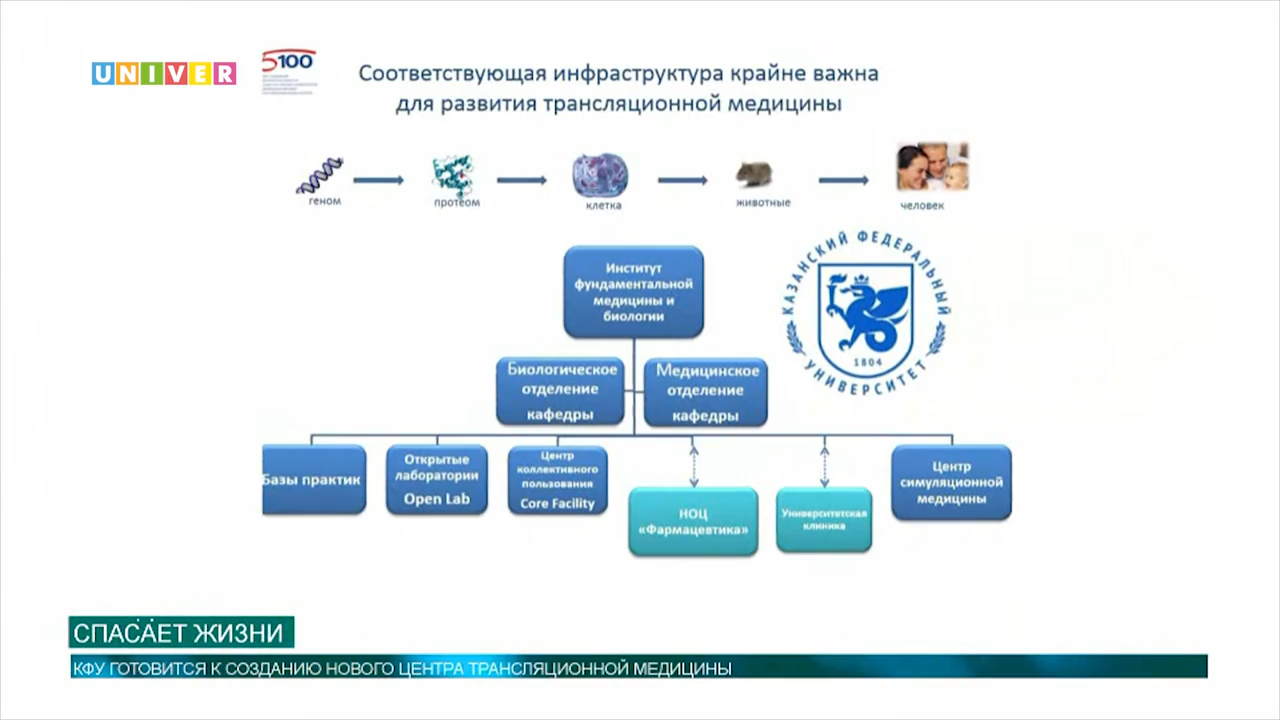 UNIVER
5100
Соответствующая инфраструктура крайне важна
для развития трансляционной медицины
геном
протеом
клетка
животные
человек
КАЗАНСКИЙ ФЕДЕРАЛЬНЫЙ
УНИВЕРСИТЕТ
1804
Институт
фундаментальной
медицины и
биологии
Биологическое
отделение
кафедры
Медицинское
отделение
кафедры
Базы практик
Открытые
лаборатории
Open Lab
Центр
коллективного
пользования
Core Facility
НОЦ
«Фармацевтика»
Университетская
клиника
Центр
симуляционной
медицины
СПАСАЕТ ЖИЗНИ
КФУ ГОТОВИТСЯ К СОЗДАНИЮ НОВОГО ЦЕНТРА ТРАНСЛЯЦИОННОЙ МЕДИЦИНЫ